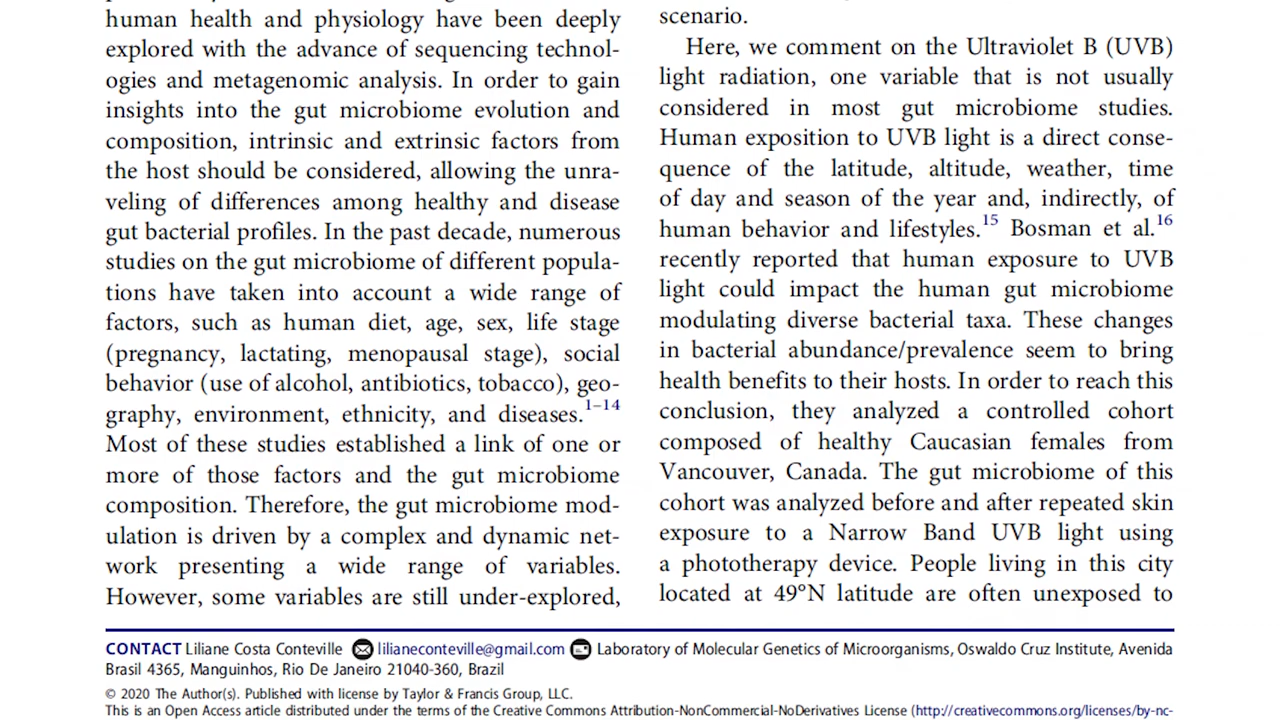 human health and physiology have been deeply
explored with the advance of sequencing technol-
ogies and metagenomic analysis. In order to gain
insights into the gut microbiome evolution and
composition, intrinsic and extrinsic factors from
the host should be considered, allowing the unra-
veling of differences among healthy and disease
gut bacterial profiles. In the past decade, numerous
studies on the gut microbiome of different popula-
tions have taken into account a wide range of
factors, such as human diet, age, sex, life stage
(pregnancy, lactating, menopausal stage), social
behavior (use of alcohol, antibiotics, tobacco), geo-
graphy, environment, ethnicity, and diseases.1–14
Most of these studies established a link of one or
more of those factors and the gut microbiome
composition. Therefore, the gut microbiome mod-
ulation is driven by a complex and dynamic net-
work presenting a wide range of variables.
However, some variables are still under-explored,
scenario.
Here, we comment on the Ultraviolet B (UVB)
light radiation, one variable that is not usually
considered in most gut microbiome studies.
Human exposition to UVB light is a direct conse-
quence of the latitude, altitude, weather, time
of day and season of the year and, indirectly, of
human behavior and lifestyles.15 Bosman et al.16
recently reported that human exposure to UVB
light could impact the human gut microbiome
modulating diverse bacterial taxa. These changes
in bacterial abundance/prevalence seem to bring
health benefits to their hosts. In order to reach this
conclusion, they analyzed a controlled cohort
composed of healthy Caucasian females from
Vancouver, Canada. The gut microbiome of this
cohort was analyzed before and after repeated skin
exposure to a Narrow Band UVB light using
a phototherapy device. People living in this city
located at 49°N latitude are often unexposed to
CONTACT Liliane Costa Conteville lilianeconteville@gmail.com Laboratory of Molecular Genetics of Microorganisms, Oswaldo Cruz Institute, Avenida
Brasil 4365, Manguinhos, Rio De Janeiro 21040-360, Brazil
© 2020 The Author(s). Published with license by Taylor & Francis Group, LLC.
This is an Open Access article distributed under the terms of the Creative Commons Attribution-NonCommercial-NoDerivatives License (http://creativecommons.org/licenses/by-nc-